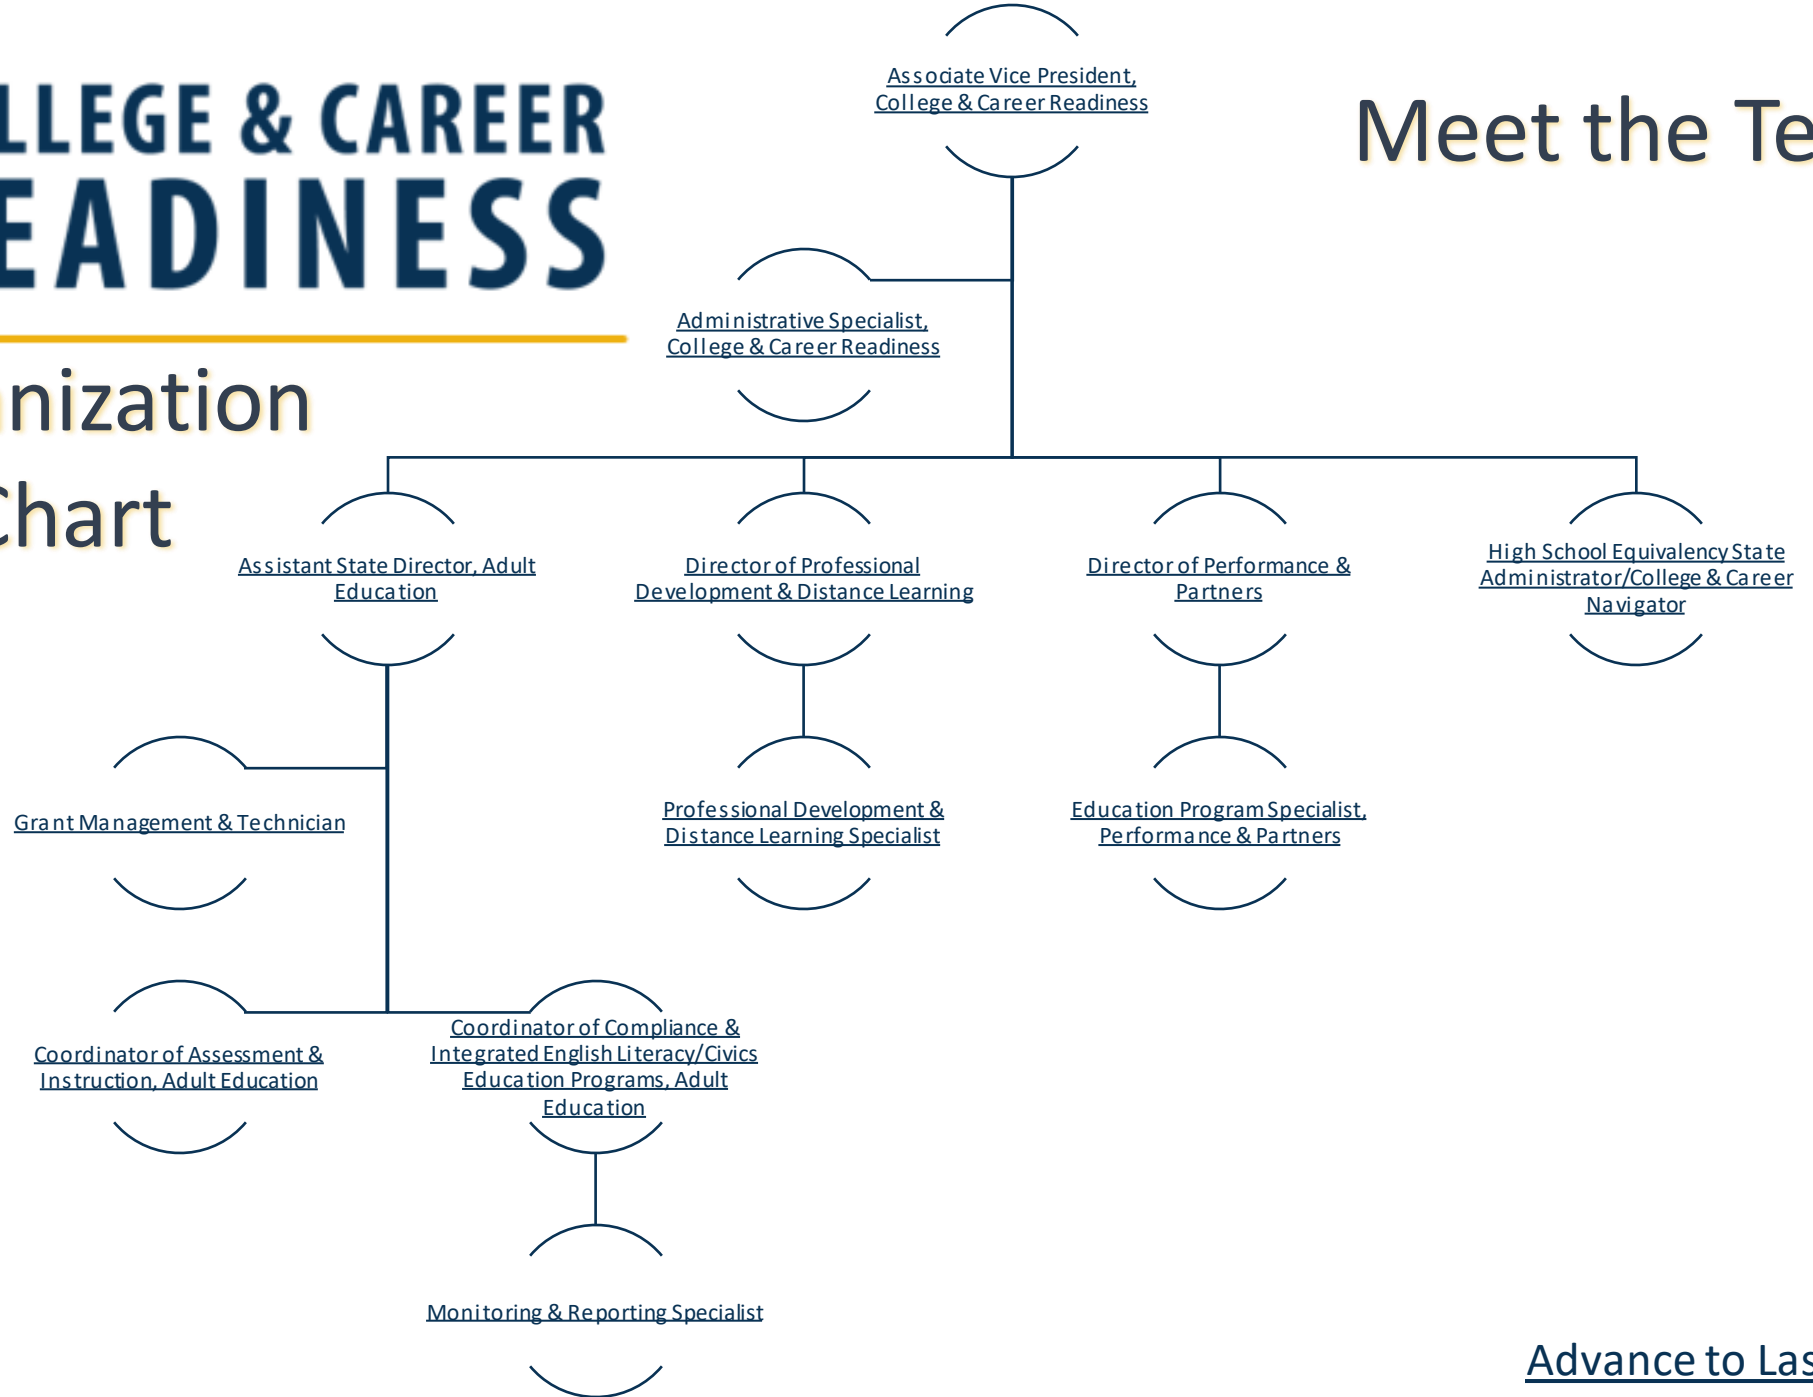 LLEGE & CAREER
EADINESS
nization
Chart
Meet the Te
Associate Vice President,
College & Career Readiness
Administrative Specialist,
College & Career Readiness
Assistant State Director, Adult
Education
Director of Professional
Development & Distance Learning
Director of Performance &
Partners
High School Equivalency State
Administrator/College & Career
Navigator
Grant Management & Technician
Professional Development &
Distance Learning Specialist
Education Program Specialist,
Performance & Partners
Coordinator of Assessment &
Instruction, Adult Education
Coordinator of Compliance &
Integrated English Literacy/Civics
Education Programs, Adult
Education
Monitoring & Reporting Specialist
Advance to Las